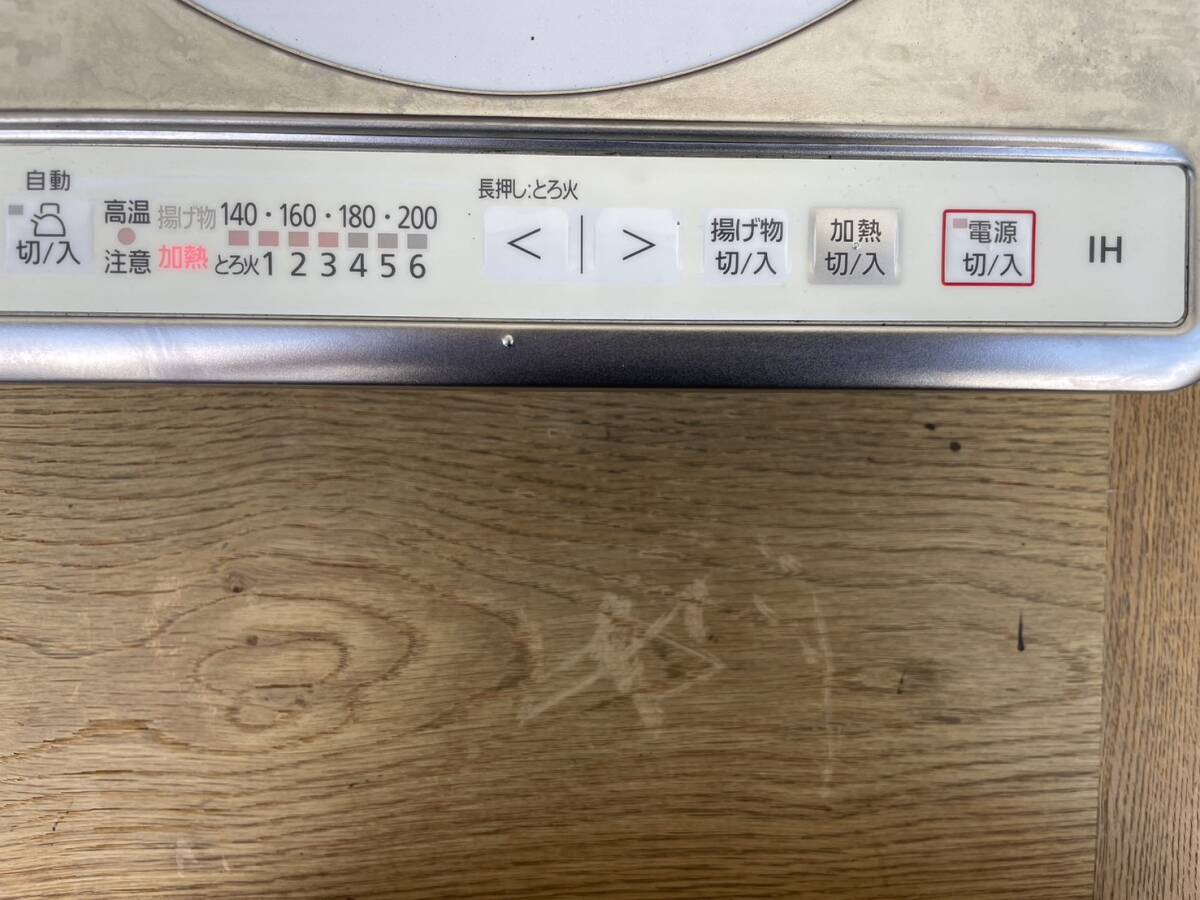 自動
切/入
高温
注意
揚げ物 140・160・180・200
加熱 とろ火 1 2 3 4 5 6
長押し:とろ火
< | >
揚げ物
切/入
加熱
切/入
電源
切/入
IH